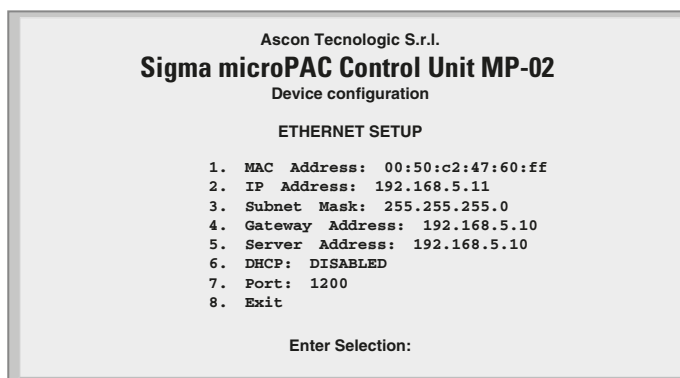 Ascon Tecnologic S.r.l.
Sigma microPAC Control Unit MP-02
Device configuration
ETHERNET SETUP
1. MAC Address: 00:50:c2:47:60:ff
2. IP Address: 192.168.5.11
3. Subnet Mask: 255.255.255.0
4. Gateway Address: 192.168.5.10
5. Server Address: 192.168.5.10
6. DHCP: DISABLED
7. Port: 1200
8. Exit
Enter Selection: